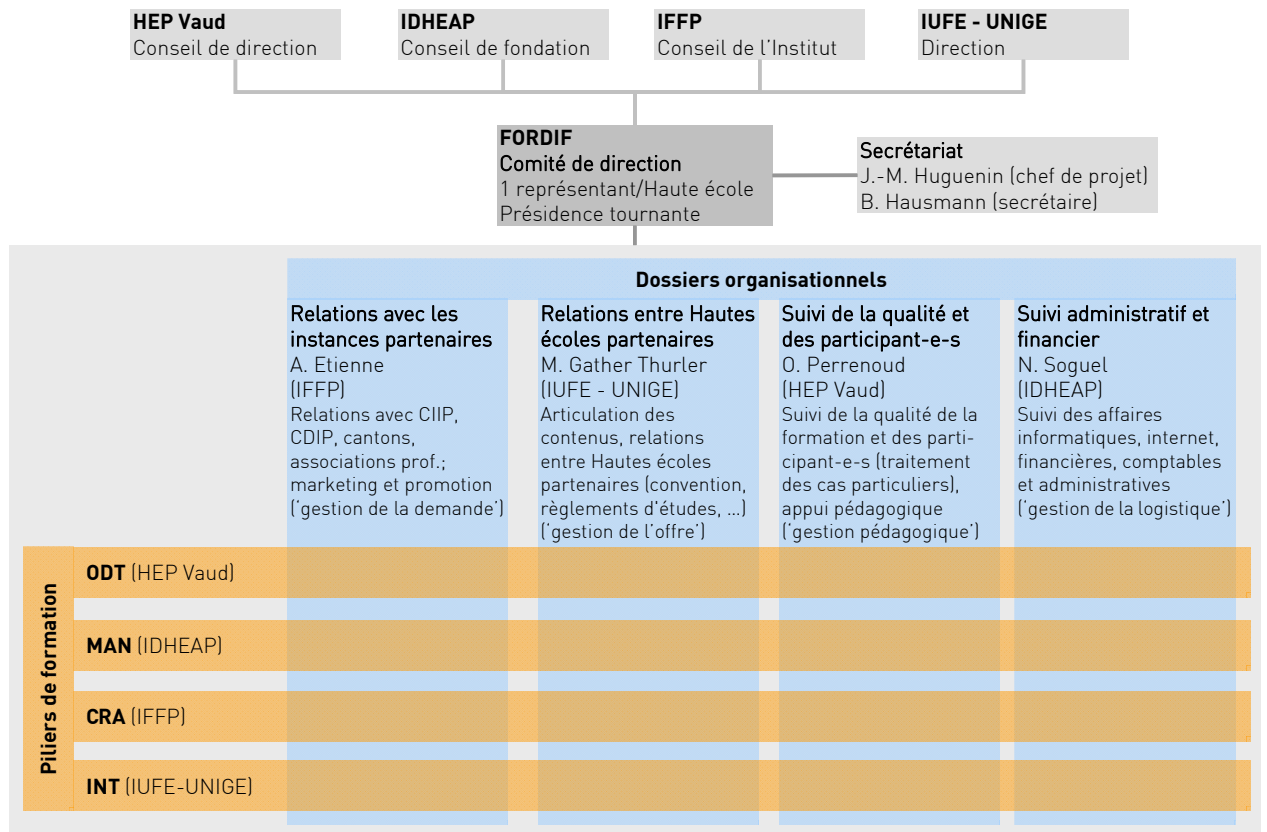 HEP Vaud
Conseil de direction
IDHEAP
Conseil de fondation
IFFP
Conseil de l'Institut
IUFE - UNIGE
Direction
FORDIF
Comité de direction
1 représentant/Haute école
Présidence tournante
Secrétariat
J.-M. Huguenin (chef de projet)
B. Hausmann (secrétaire)
Dossiers organisationnels
Relations avec les
instances partenaires
A. Etienne
(IFFP)
Relations avec CIIP,
CDIP, cantons,
associations prof.;
marketing et promotion
(‘gestion de la demande’)
Relations entre Hautes
écoles partenaires
M. Gather Thurler
(IUFE - UNIGE)
Articulation des
contenus, relations
entre Hautes écoles
partenaires (convention,
règlements d'études, ...)
(‘gestion de l’offre’)
Suivi de la qualité et
des participant-e-s
O. Perrenoud
(HEP Vaud)
Suivi de la qualité de la
formation et des parti-
cipant-e-s (traitement
des cas particuliers),
appui pédagogique
(‘gestion pédagogique’)
Suivi administratif et
financier
N. Soguel
(IDHEAP)
Suivi des affaires
informatiques, internet,
financières, comptables
et administratives
(‘gestion de la logistique’)
Piliers de formation
ODT (HEP Vaud)
MAN (IDHEAP)
CRA (IFFP)
INT (IUFE-UNIGE)